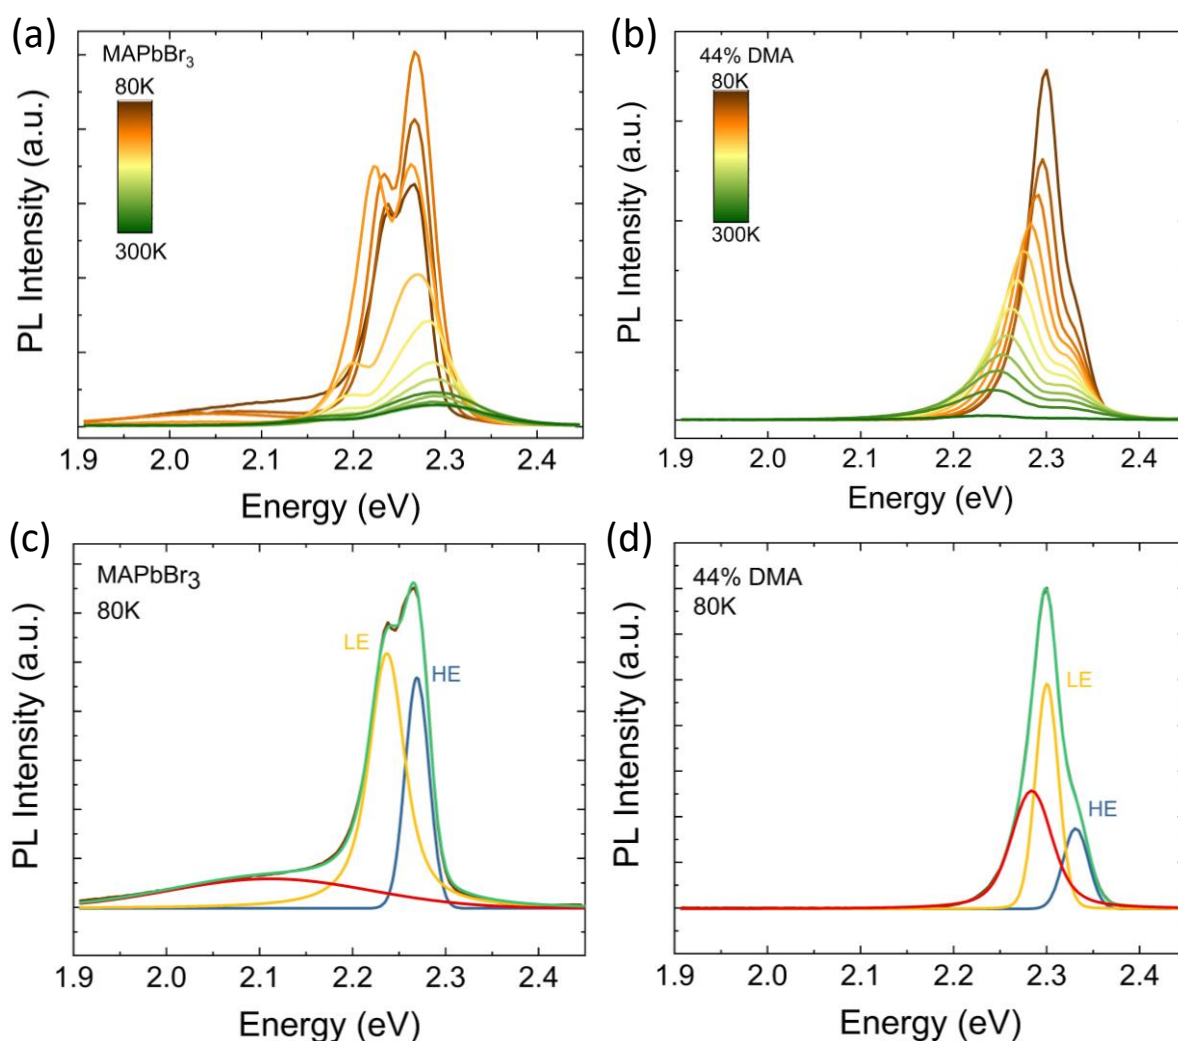 (a)
MAPbBr₃
80K
300K
PL Intensity (a.u.)
1.9 2.0 2.1 2.2 2.3 2.4
Energy (eV)
(b)
44% DMA
80K
300K
PL Intensity (a.u.)
1.9 2.0 2.1 2.2 2.3 2.4
Energy (eV)
(c)
MAPbBr₃
80K
LE
HE
PL Intensity (a.u.)
1.9 2.0 2.1 2.2 2.3 2.4
Energy (eV)
(d)
44% DMA
80K
LE
HE
PL Intensity (a.u.)
1.9 2.0 2.1 2.2 2.3 2.4
Energy (eV)